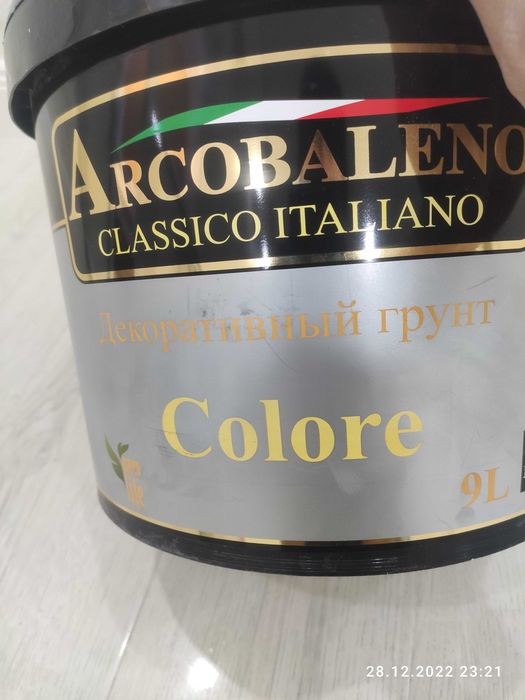 ARCOBALENO
CLASSICO ITALIANO
Декоративный грунт
Colore
9L
28.12.2022 23:21